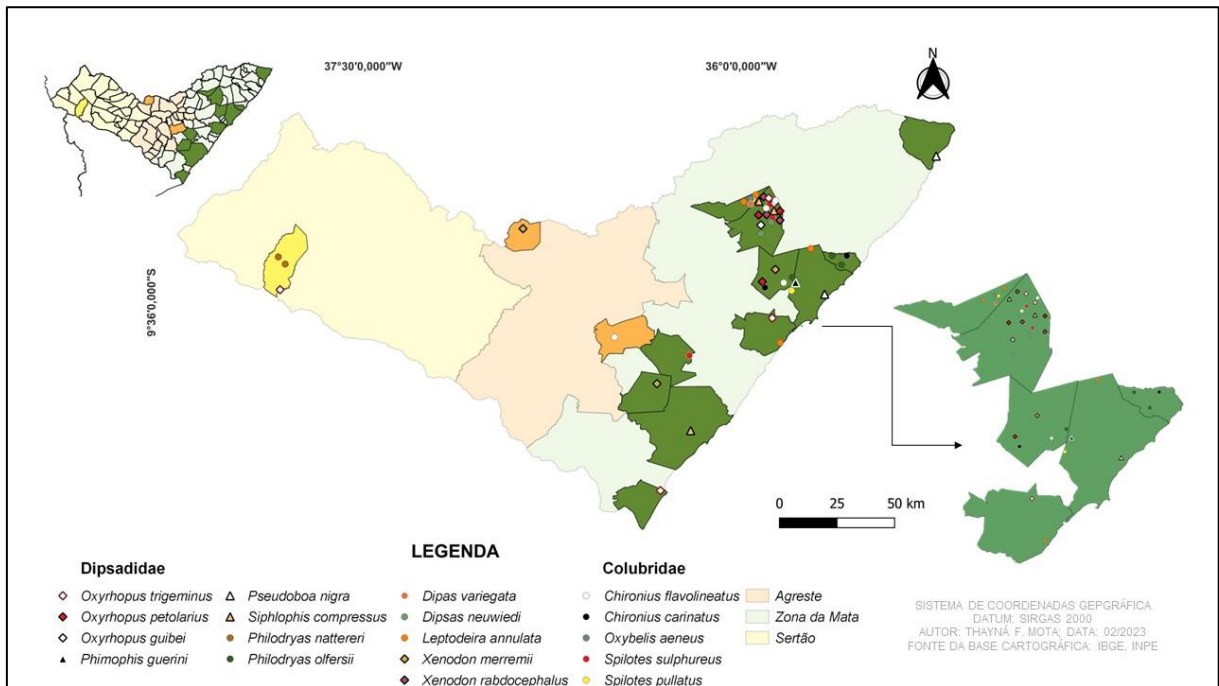 37°30'0,000"W
36°0'0,000"W
N
9°36'0,000"S
0 25 50 km
LEGENDA
Dipsadidae
Oxyrhopus trigeminus
Oxyrhopus petolarius
Oxyrhopus guibei
Phimophis guerini
Pseudoboa nigra
Siphlophis compressus
Philodryas nattereri
Philodryas olfersii
Dipas variegata
Dipsas neuwiedi
Leptodeira annulata
Xenodon merremii
Xenodon rabdocephalus
Colubridae
Chironius flavolineatus
Chironius carinatus
Oxybelis aeneus
Spilotes sulphureus
Spilotes pullatus
Agreste
Zona da Mata
Sertão
SISTEMA DE COORDENADAS GEPGRÁFICA
DATUM: SIRGAS 2000
AUTOR: THAYNÁ F. MOTA; DATA: 02/2023
FONTE DA BASE CARTOGRÁFICA: IBGE, INPE